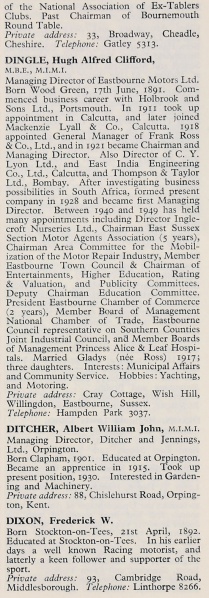 of the National Association of Ex-Tablers
Clubs. Past Chairman of Bournemouth
Round Table.
Private address: 33, Broadway, Cheadle,
Cheshire. Telephone: Gatley 5313.
DINGLE, Hugh Alfred Clifford,
M.B.E., M.I.M.I.
Managing Director of Eastbourne Motors Ltd.
Born Wood Green, 17th June, 1891. Com-
menced business career with Holbrook and
Sons Ltd., Portsmouth. In 1911 took up
appointment in Calcutta, and later joined
Mackenzie Lyall & Co., Calcutta. 1918
appointed General Manager of Frank Ross
& Co., Ltd., and in 1921 became Chairman and
Managing Director. Also Director of C. Y.
Lyon Ltd., and East India Engineering
Co., Ltd., Calcutta, and Thompson & Taylor
Ltd., Bombay. After investigating business
possibilities in South Africa, formed present
company in 1928 and became first Managing
Director. Between 1940 and 1949 has held
many appointments including Director Ingle-
croft Nurseries Ltd., Chairman East Sussex
Section Motor Agents Association (5 years),
Chairman Area Committee for the Mobil-
ization of the Motor Repair Industry, Member
Eastbourne Town Council & Chairman of
Entertainments, Higher Education, Rating
& Valuation, and Publicity Committees,
Deputy Chairman Education Committee.
President Eastbourne Chamber of Commerce
(2 years), Member Board of Management
National Chamber of Trade, Eastbourne
Council representative on Southern Counties
Joint Industrial Council, and Member Boards
of Management Princess Alice & Leaf Hospi-
tals. Married Gladys (née Ross) 1917;
three daughters. Interests: Municipal Affairs
and Community Service. Hobbies: Yachting,
and Motoring.
Private address: Cray Cottage, Wish Hill,
Willingdon, Eastbourne, Sussex.
Telephone: Hampden Park 3037.
DITCHER, Albert William John, M.I.M.I.
Managing Director, Ditcher and Jennings,
Ltd., Orpington.
Born Clapham, 1901. Educated at Orpington.
Became an apprentice in 1915. Took up
present position, 1930. Interested in Garden-
ing and Machinery.
Private address: 88, Chislehurst Road, Orping-
ton, Kent.
DIXON, Frederick W.
Born Stockton-on-Tees, 21st April, 1892.
Educated at Stockton-on-Tees. In his earlier
days a well known Racing motorist, and
latterly a keen follower and supporter of the
sport.
Private address: 93, Cambridge Road,
Middlesborough. Telephone: Linthorpe 8266.